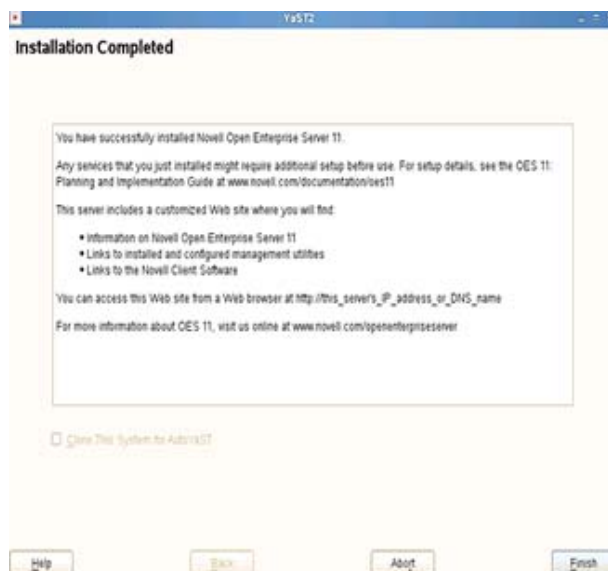 YaST2
Installation Completed
You have successfully installed Novell Open Enterprise Server 11.
Any services that you just installed might require additional setup before use. For setup details, see the OES 11:
Planning and Implementation Guide at www.novell.com/documentation/oes11
This server includes a customized Web site where you will find:
• Information on Novell Open Enterprise Server 11
• Links to installed and configured management utilities
• Links to the Novell Client Software
You can access this Web site from a Web browser at http://this_server's_IP_address_or_DNS_name
For more information about OES 11, visit us online at www.novell.com/openenterpriseserver
Clone This System for AutoYaST
Help
Back
Abort
Finish